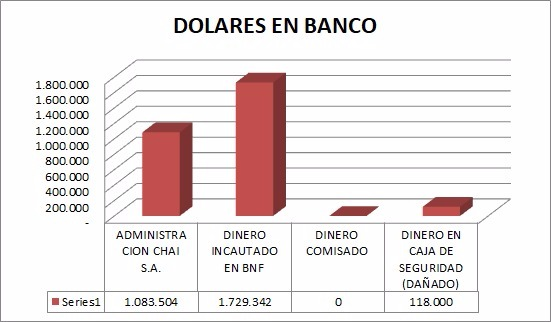 DOLARES EN BANCO
1.800.000
1.600.000
1.400.000
1.200.000
1.000.000
800.000
600.000
400.000
200.000
-
ADMINISTRA
CION CHAI
S.A.
DINERO
INCAUTADO
EN BNF
DINERO
COMISADO
DINERO EN
CAJA DE
SEGURIDAD
(DAÑADO)
Series1 1.083.504 1.729.342 0 118.000